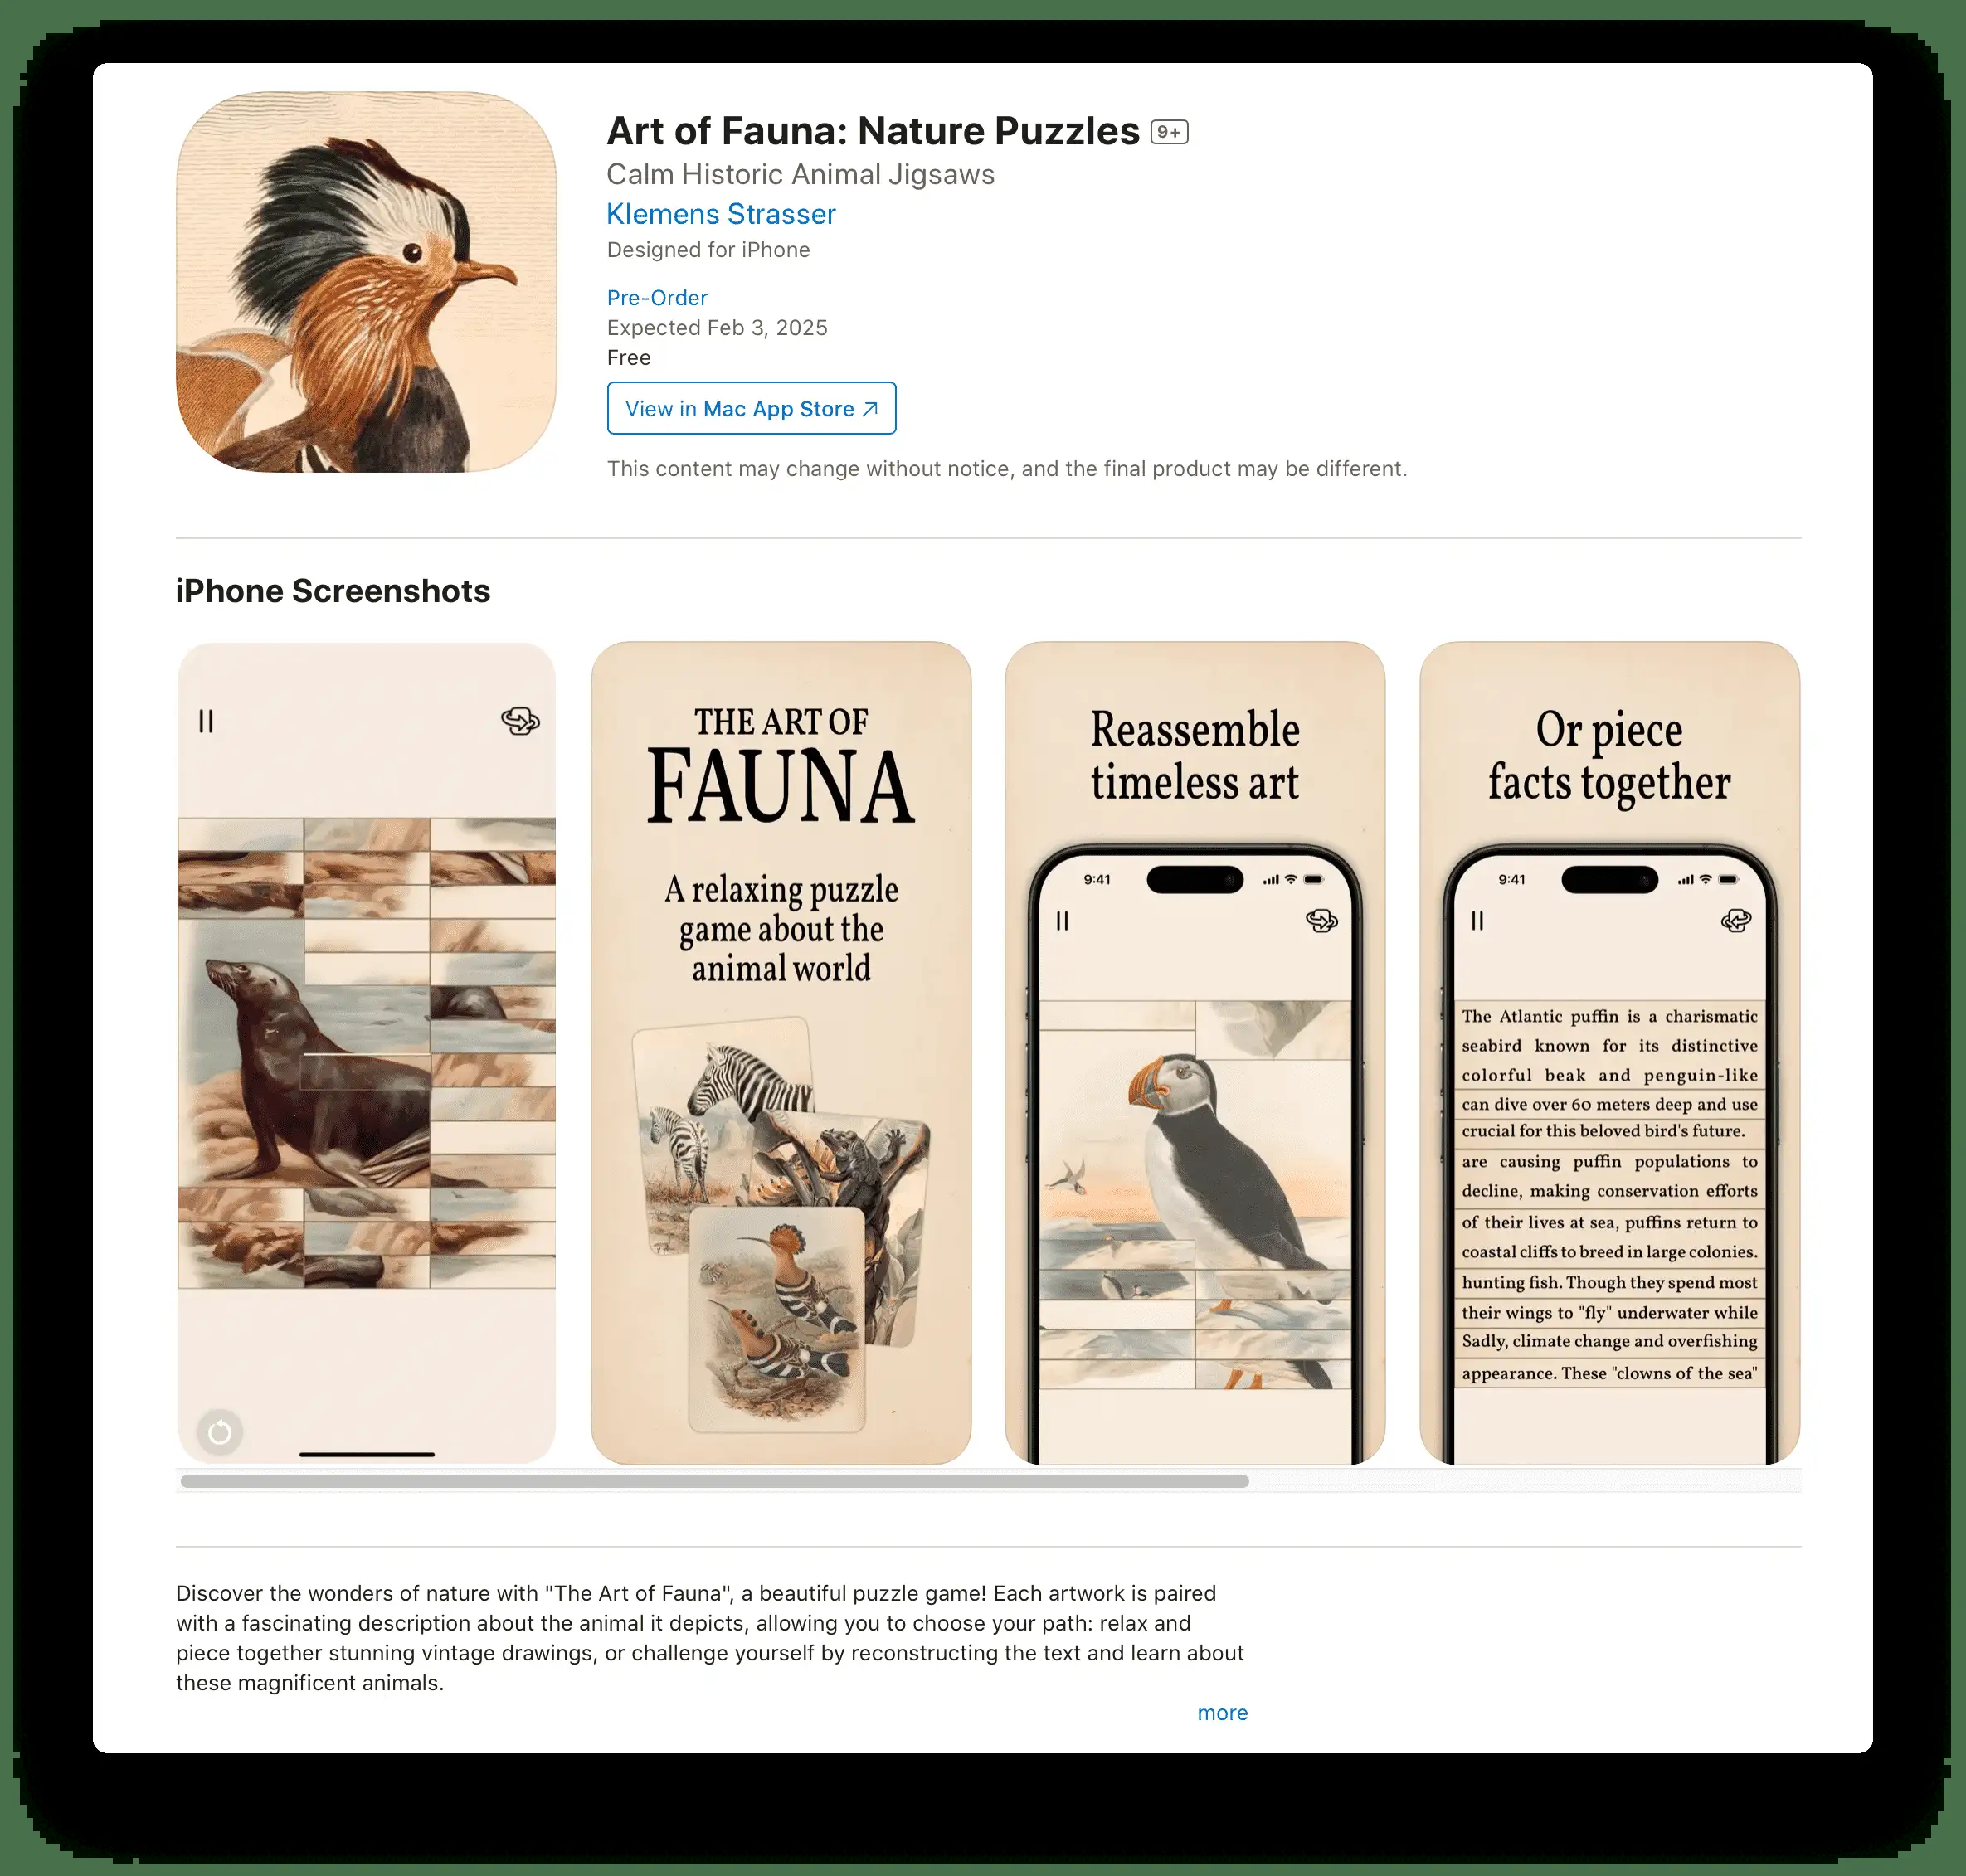 Art of Fauna: Nature Puzzles 9+
Calm Historic Animal Jigsaws
Klemens Strasser
Designed for iPhone
Pre-Order
Expected Feb 3, 2025
Free
View in Mac App Store
This content may change without notice, and the final product may be different.
iPhone Screenshots
THE ART OF
FAUNA
A relaxing puzzle
game about the
animal world
Reassemble
timeless art
9:41
Or piece
facts together
9:41
The Atlantic puffin is a charismatic
seabird known for its distinctive
colorful beak and penguin-like
can dive over 60 meters deep and use
crucial for this beloved bird's future.
are causing puffin populations to
decline, making conservation efforts
of their lives at sea, puffins return to
coastal cliffs to breed in large colonies.
hunting fish. Though they spend most
their wings to "fly" underwater while
Sadly, climate change and overfishing
appearance. These "clowns of the sea"
Discover the wonders of nature with "The Art of Fauna", a beautiful puzzle game! Each artwork is paired
with a fascinating description about the animal it depicts, allowing you to choose your path: relax and
piece together stunning vintage drawings, or challenge yourself by reconstructing the text and learn about
these magnificent animals.
more